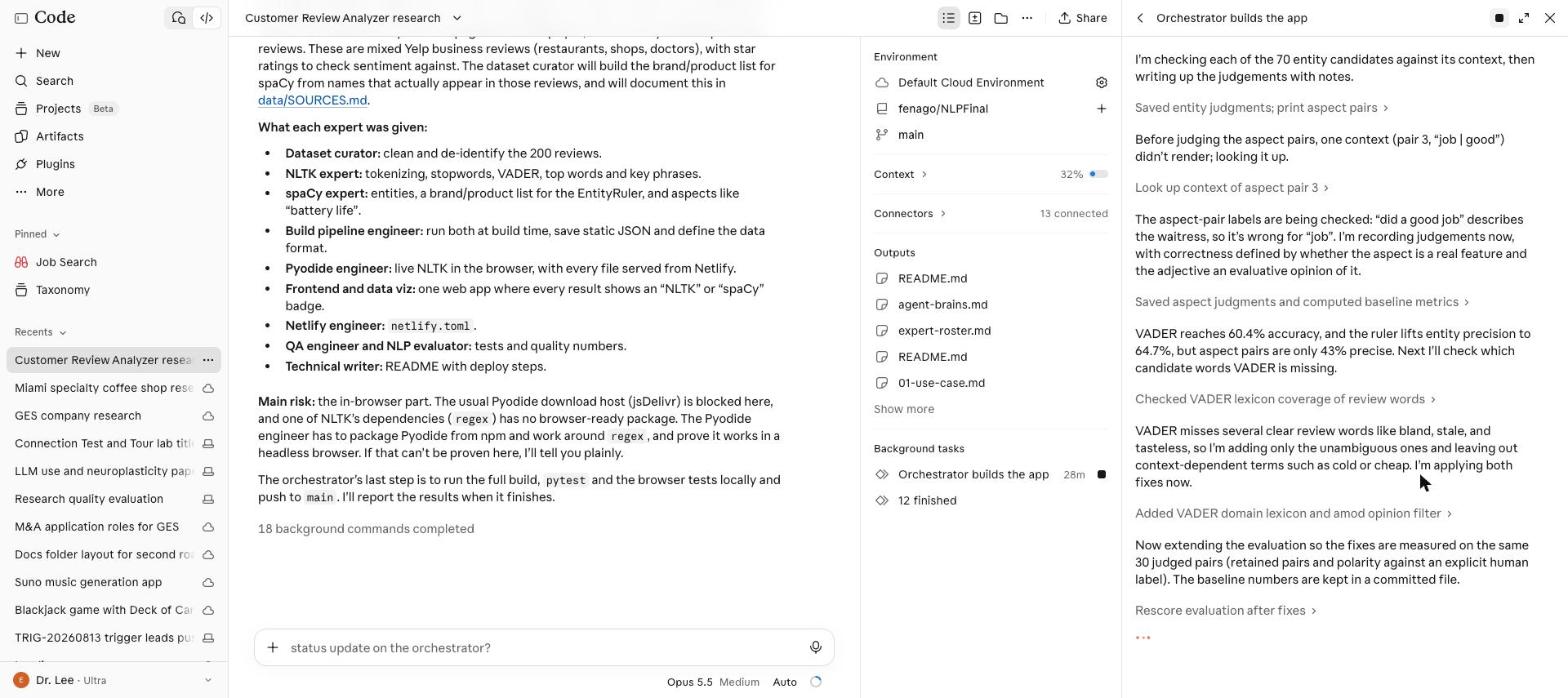 Code
New
Search
Projects Beta
Artifacts
Plugins
More
Pinned
Job Search
Taxonomy
Recents
Customer Review Analyzer resea
Miami specialty coffee shop rese
GES company research
Connection Test and Tour lab titl
LLM use and neuroplasticity pap
Research quality evaluation
M&A application roles for GES
Docs folder layout for second ro
Suno music generation app
Blackjack game with Deck of Car
TRIG-20260813 trigger leads pu
E Dr. Lee · Ultra
Customer Review Analyzer research
Share
reviews. These are mixed Yelp business reviews (restaurants, shops, doctors), with star
ratings to check sentiment against. The dataset curator will build the brand/product list for
spaCy from names that actually appear in those reviews, and will document this in
data/SOURCES.md.
What each expert was given:
• Dataset curator: clean and de-identify the 200 reviews.
• NLTK expert: tokenizing, stopwords, VADER, top words and key phrases.
• spaCy expert: entities, a brand/product list for the EntityRuler, and aspects like
“battery life”.
• Build pipeline engineer: run both at build time, save static JSON and define the data
format.
• Pyodide engineer: live NLTK in the browser, with every file served from Netlify.
• Frontend and data viz: one web app where every result shows an “NLTK” or “spaCy”
badge.
• Netlify engineer: netlify.toml.
• QA engineer and NLP evaluator: tests and quality numbers.
• Technical writer: README with deploy steps.
Main risk: the in-browser part. The usual Pyodide download host (jsDelivr) is blocked here,
and one of NLTK’s dependencies (regex) has no browser-ready package. The Pyodide
engineer has to package Pyodide from npm and work around regex, and prove it works in a
headless browser. If that can’t be proven here, I’ll tell you plainly.
The orchestrator’s last step is to run the full build, pytest and the browser tests locally and
push to main. I’ll report the results when it finishes.
18 background commands completed
status update on the orchestrator?
Opus 5.5 Medium Auto
Environment
Default Cloud Environment
fenago/NLPFinal
main
Context 32%
Connectors 13 connected
Outputs
README.md
agent-brains.md
expert-roster.md
README.md
01-use-case.md
Show more
Background tasks
Orchestrator builds the app 28m
12 finished
Orchestrator builds the app
I’m checking each of the 70 entity candidates against its context, then
writing up the judgements with notes.
Saved entity judgments; print aspect pairs
Before judging the aspect pairs, one context (pair 3, “job | good”)
didn’t render; looking it up.
Look up context of aspect pair 3
The aspect-pair labels are being checked: “did a good job” describes
the waitress, so it’s wrong for “job”. I’m recording judgements now,
with correctness defined by whether the aspect is a real feature and
the adjective an evaluative opinion of it.
Saved aspect judgments and computed baseline metrics
VADER reaches 60.4% accuracy, and the ruler lifts entity precision to
64.7%, but aspect pairs are only 43% precise. Next I’ll check which
candidate words VADER is missing.
Checked VADER lexicon coverage of review words
VADER misses several clear review words like bland, stale, and
tasteless, so I’m adding only the unambiguous ones and leaving out
context-dependent terms such as cold or cheap. I’m applying both
fixes now.
Added VADER domain lexicon and amod opinion filter
Now extending the evaluation so the fixes are measured on the same
30 judged pairs (retained pairs and polarity against an explicit human
label). The baseline numbers are kept in a committed file.
Rescore evaluation after fixes